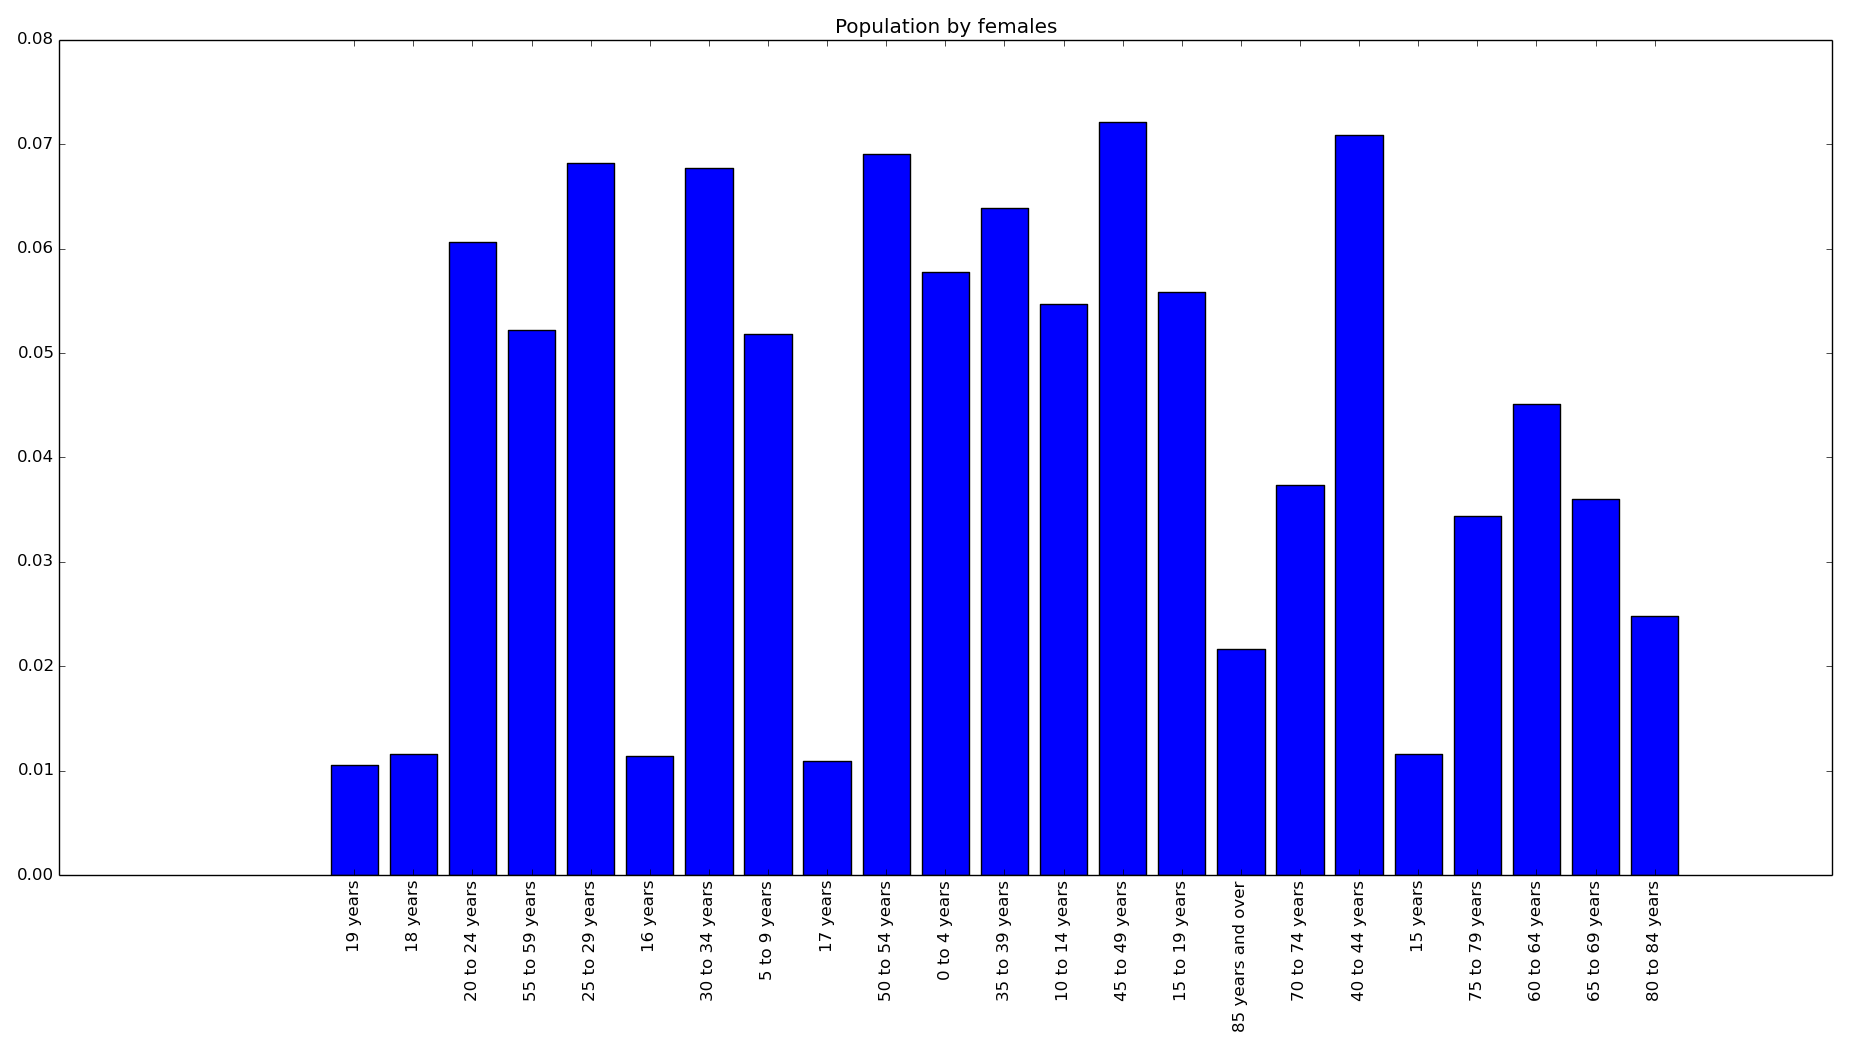 Population by females
0.08
0.07
0.06
0.05
0.04
0.03
0.02
0.01
0.00
19 years
18 years
20 to 24 years
55 to 59 years
25 to 29 years
16 years
30 to 34 years
5 to 9 years
17 years
50 to 54 years
0 to 4 years
35 to 39 years
10 to 14 years
45 to 49 years
15 to 19 years
85 years and over
70 to 74 years
40 to 44 years
15 years
75 to 79 years
60 to 64 years
65 to 69 years
80 to 84 years